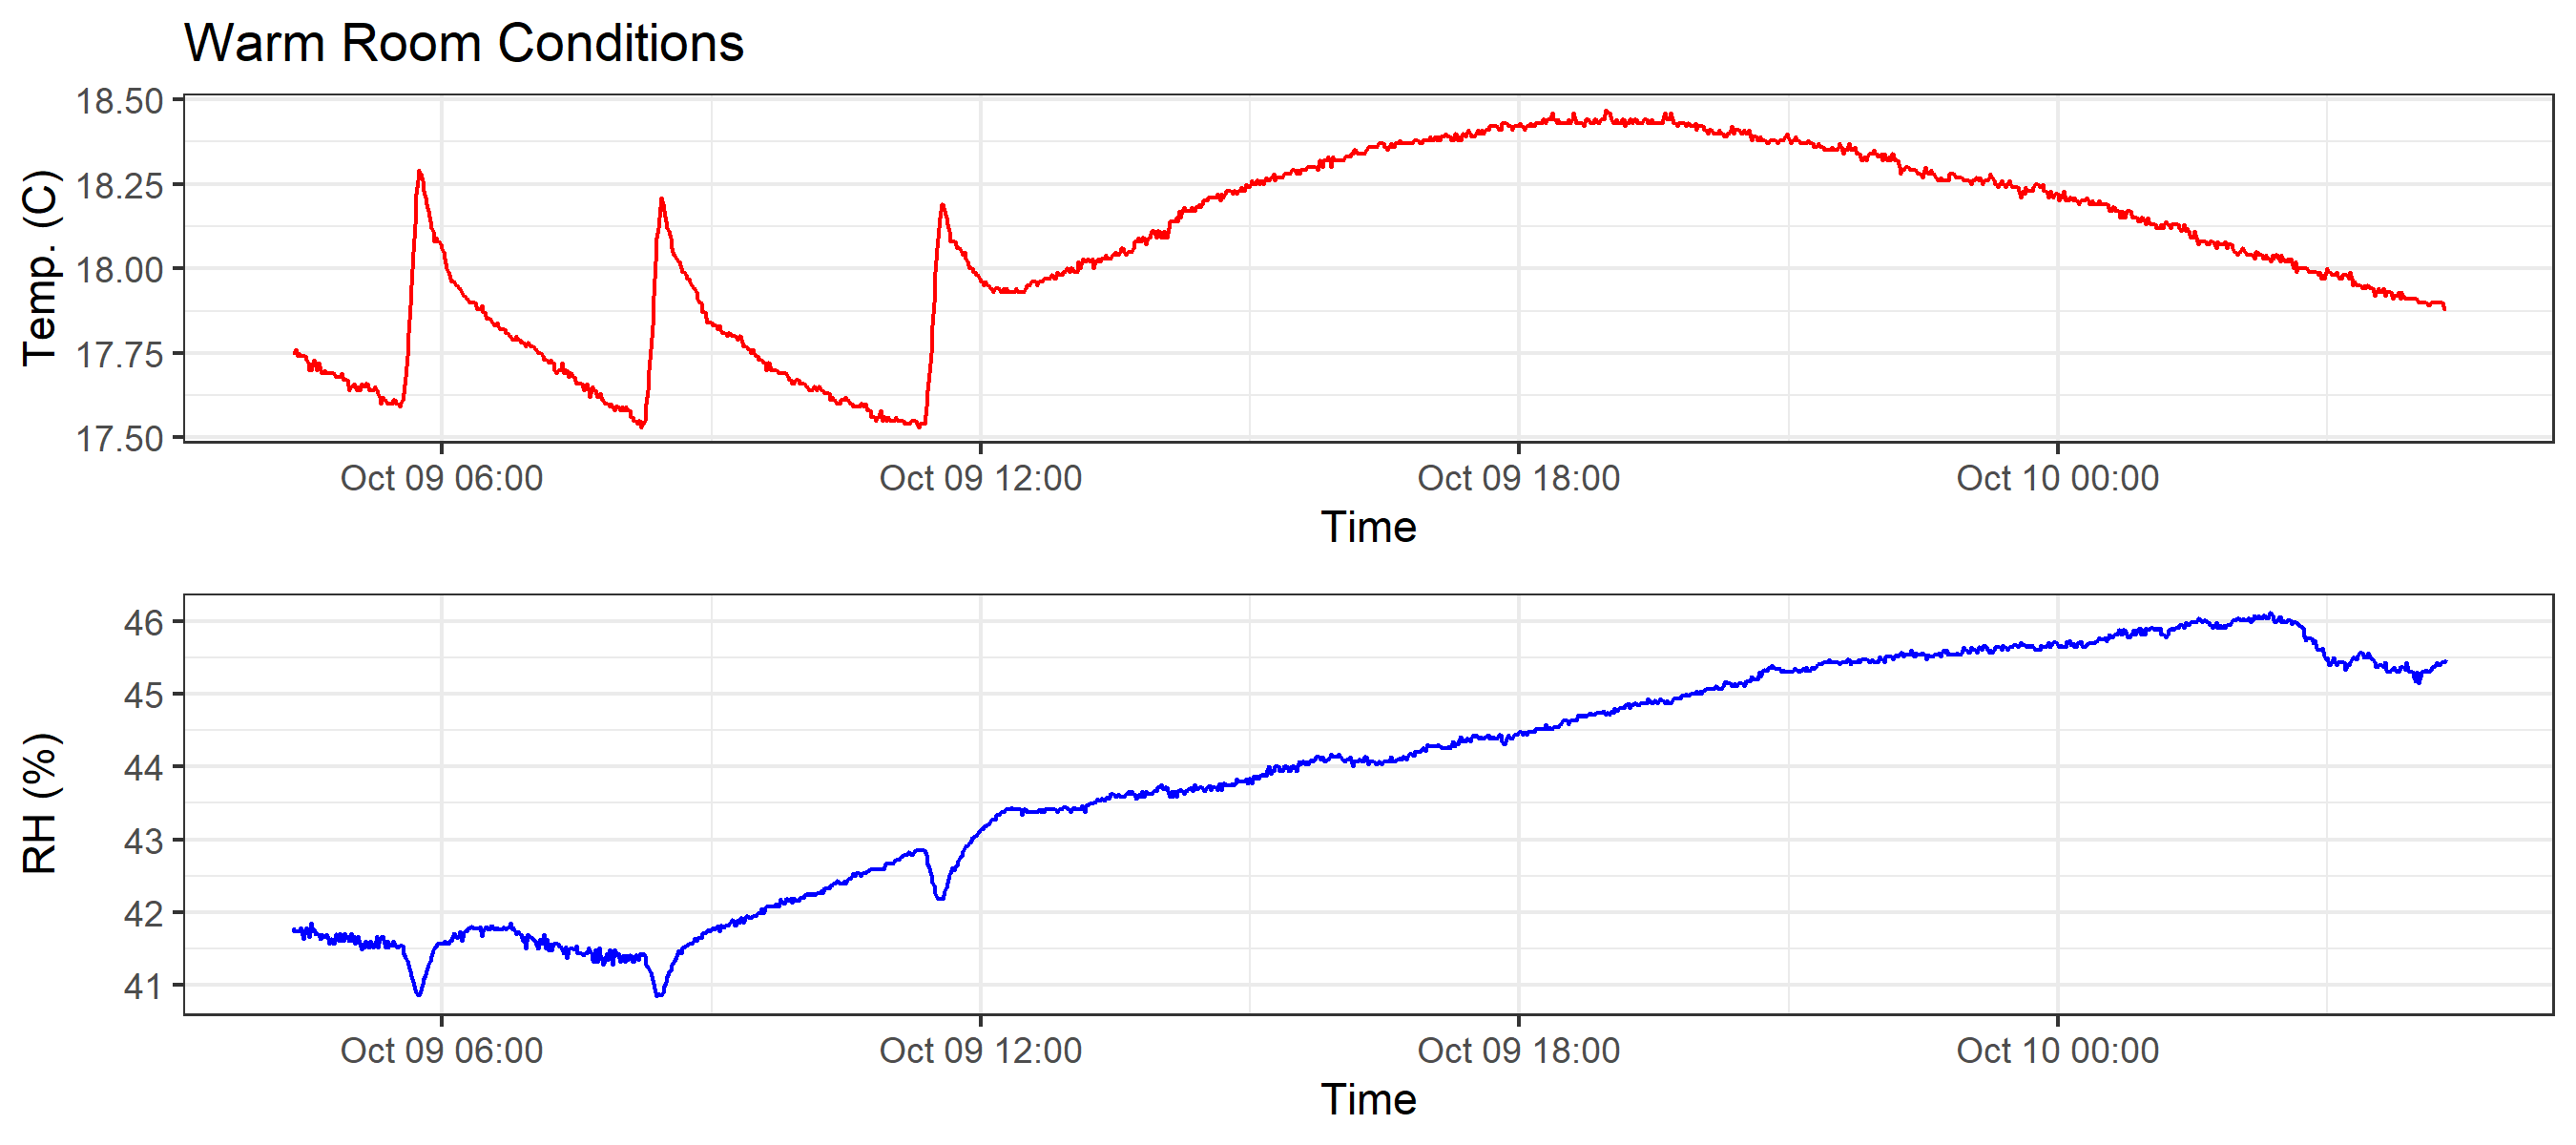 Warm Room Conditions
Temp. (C)
18.50
18.25
18.00
17.75
17.50
Oct 09 06:00 Oct 09 12:00 Oct 09 18:00 Oct 10 00:00
Time
RH (%)
46
45
44
43
42
41
Oct 09 06:00 Oct 09 12:00 Oct 09 18:00 Oct 10 00:00
Time